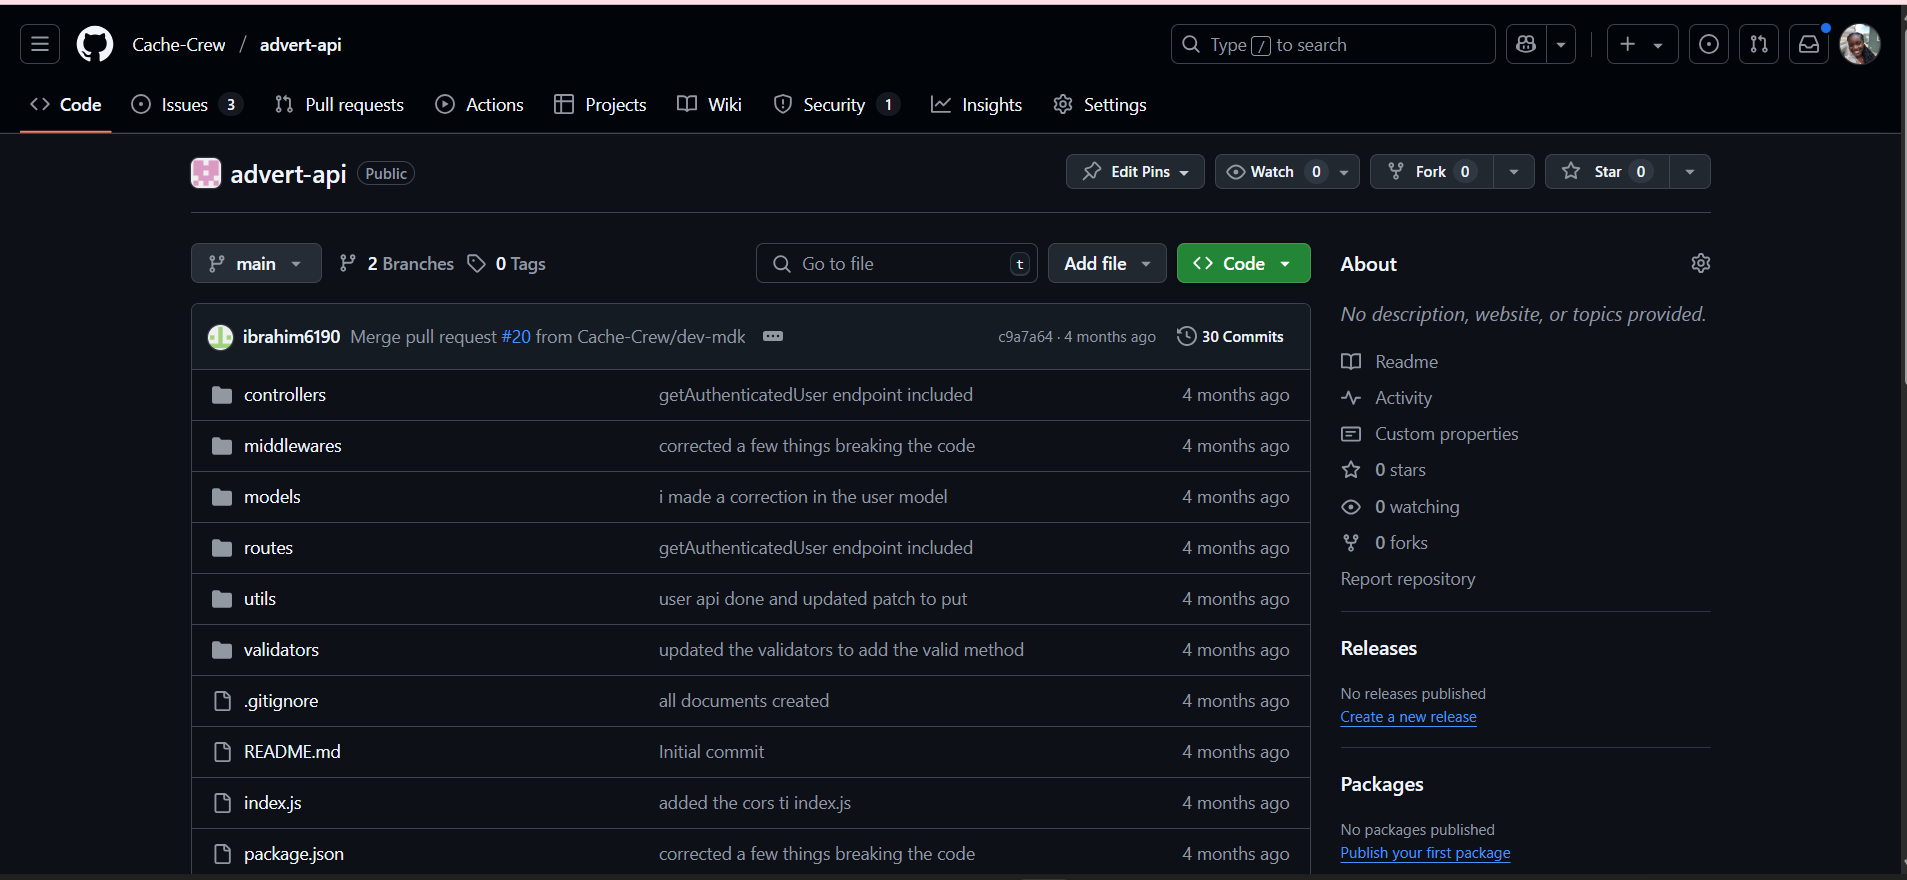 Cache-Crew / advert-api
Type / to search
Code
Issues 3
Pull requests
Actions
Projects
Wiki
Security 1
Insights
Settings
advert-api Public
Edit Pins
Watch 0
Fork 0
Star 0
main
2 Branches
0 Tags
Go to file t
Add file
Code
ibrahim6190 Merge pull request #20 from Cache-Crew/dev-mdk c9a7a64 · 4 months ago 30 Commits
controllers getAuthenticatedUser endpoint included 4 months ago
middlewares corrected a few things breaking the code 4 months ago
models i made a correction in the user model 4 months ago
routes getAuthenticatedUser endpoint included 4 months ago
utils user api done and updated patch to put 4 months ago
validators updated the validators to add the valid method 4 months ago
.gitignore all documents created 4 months ago
README.md Initial commit 4 months ago
index.js added the cors ti index.js 4 months ago
package.json corrected a few things breaking the code 4 months ago
About
No description, website, or topics provided.
Readme
Activity
Custom properties
0 stars
0 watching
0 forks
Report repository
Releases
No releases published
Create a new release
Packages
No packages published
Publish your first package